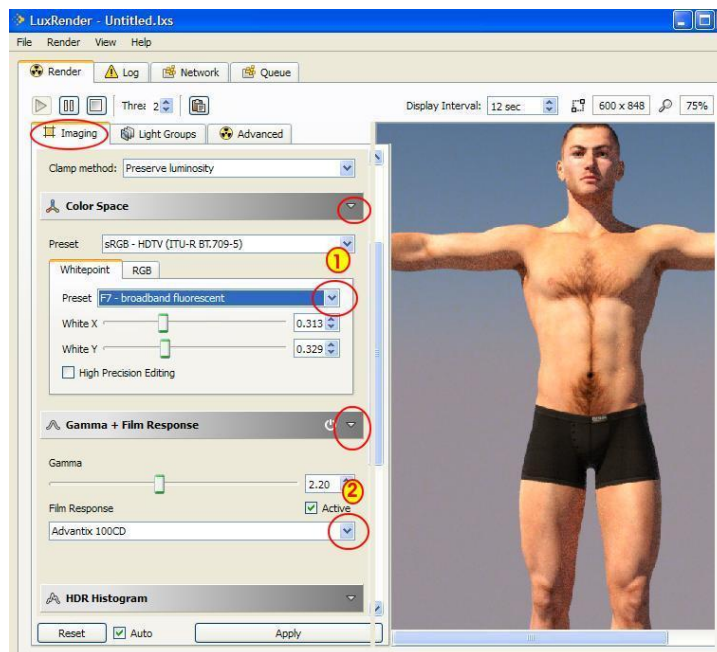 LuxRender - Untitled.lxs
File Render View Help
Render Log Network Queue
Thre: 2 Display Interval: 12 sec 600 x 848 75%
Imaging Light Groups Advanced
Clamp method: Preserve luminosity
Color Space
Preset sRGB - HDTV (ITU-R BT.709-5)
1
Whitepoint RGB
Preset F7 - broadband fluorescent
White X 0.313
White Y 0.329
High Precision Editing
Gamma + Film Response
Gamma
2.20
2
Film Response Active
Advantix 100CD
HDR Histogram
Reset Auto Apply